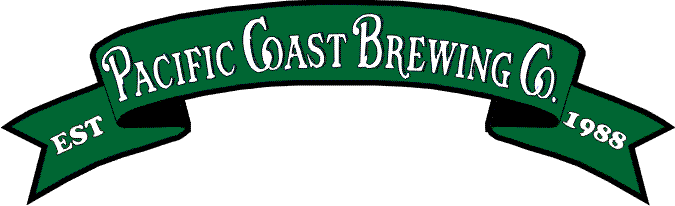 PACIFIC COAST BREWING CO.
EST 1988